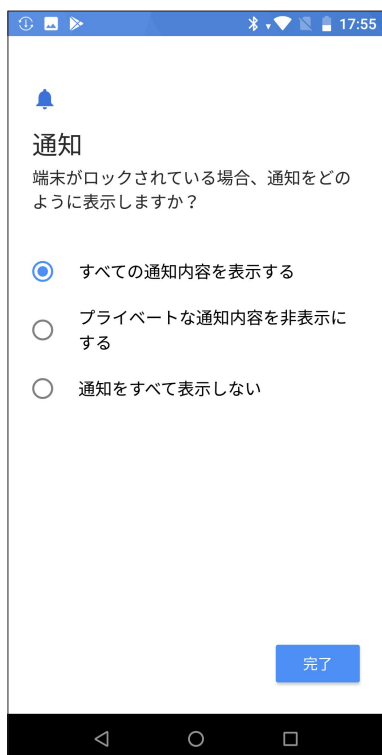 17:55
通知
端末がロックされている場合、通知をどの
ように表示しますか？
すべての通知内容を表示する
プライベートな通知内容を非表示に
する
通知をすべて表示しない
完了